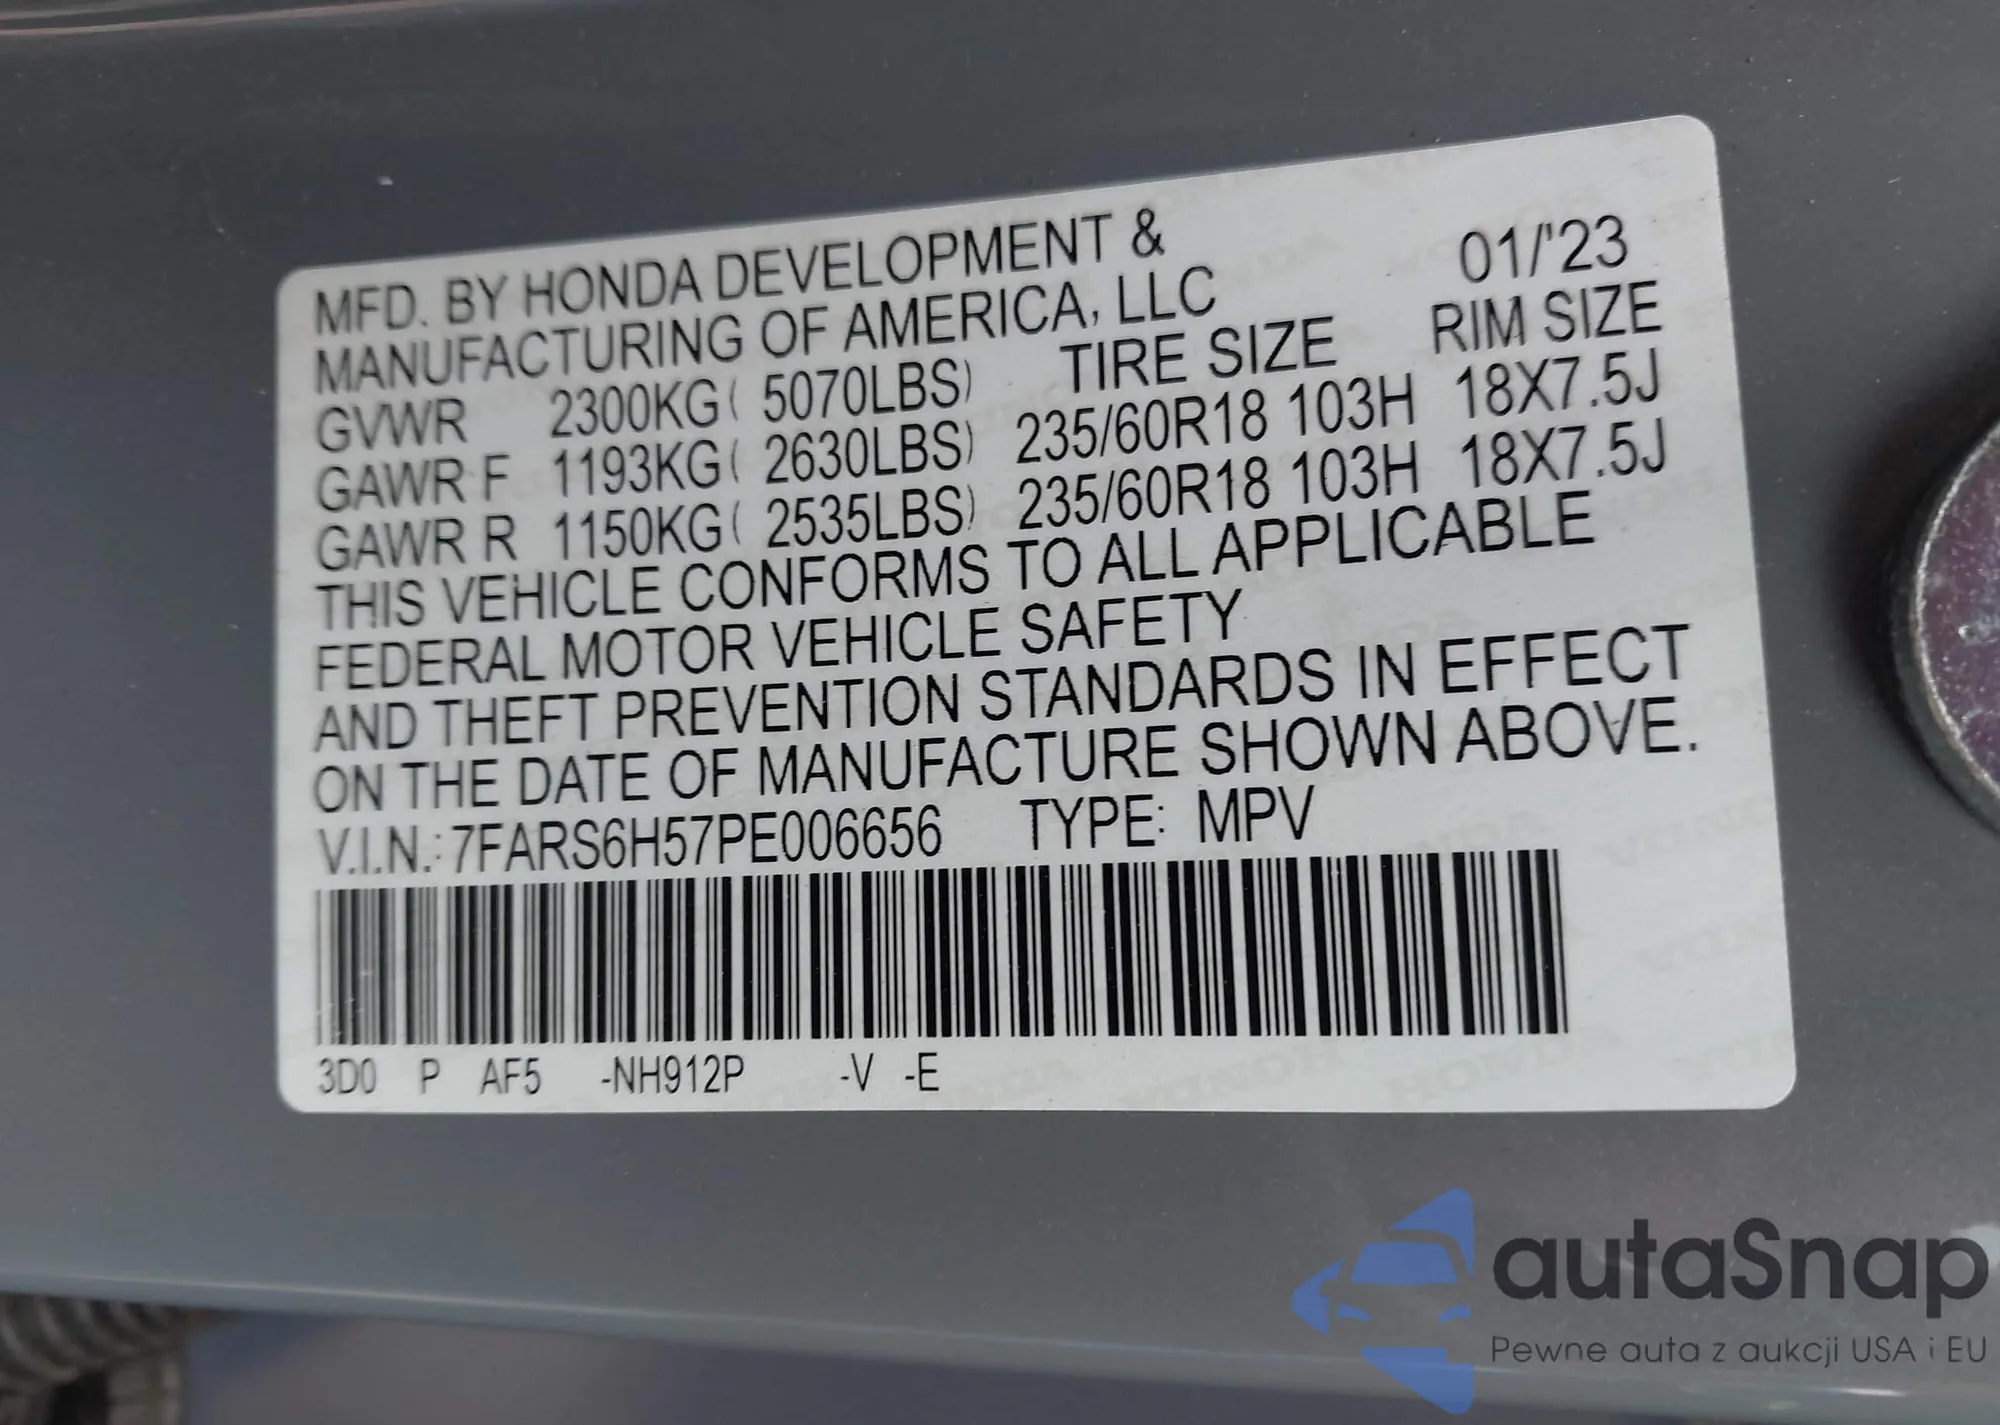 MFD. BY HONDA DEVELOPMENT &
MANUFACTURING OF AMERICA, LLC 01/'23
GVWR 2300KG( 5070LBS) TIRE SIZE RIM SIZE
GAWR F 1193KG( 2630LBS) 235/60R18 103H 18X7.5J
GAWR R 1150KG( 2535LBS) 235/60R18 103H 18X7.5J
THIS VEHICLE CONFORMS TO ALL APPLICABLE
FEDERAL MOTOR VEHICLE SAFETY
AND THEFT PREVENTION STANDARDS IN EFFECT
ON THE DATE OF MANUFACTURE SHOWN ABOVE.
V.I.N.: 7FARS6H57PE006656 TYPE: MPV
3D0 P AF5 -NH912P -V -E
autaSnap
Pewne auta z aukcji USA i EU